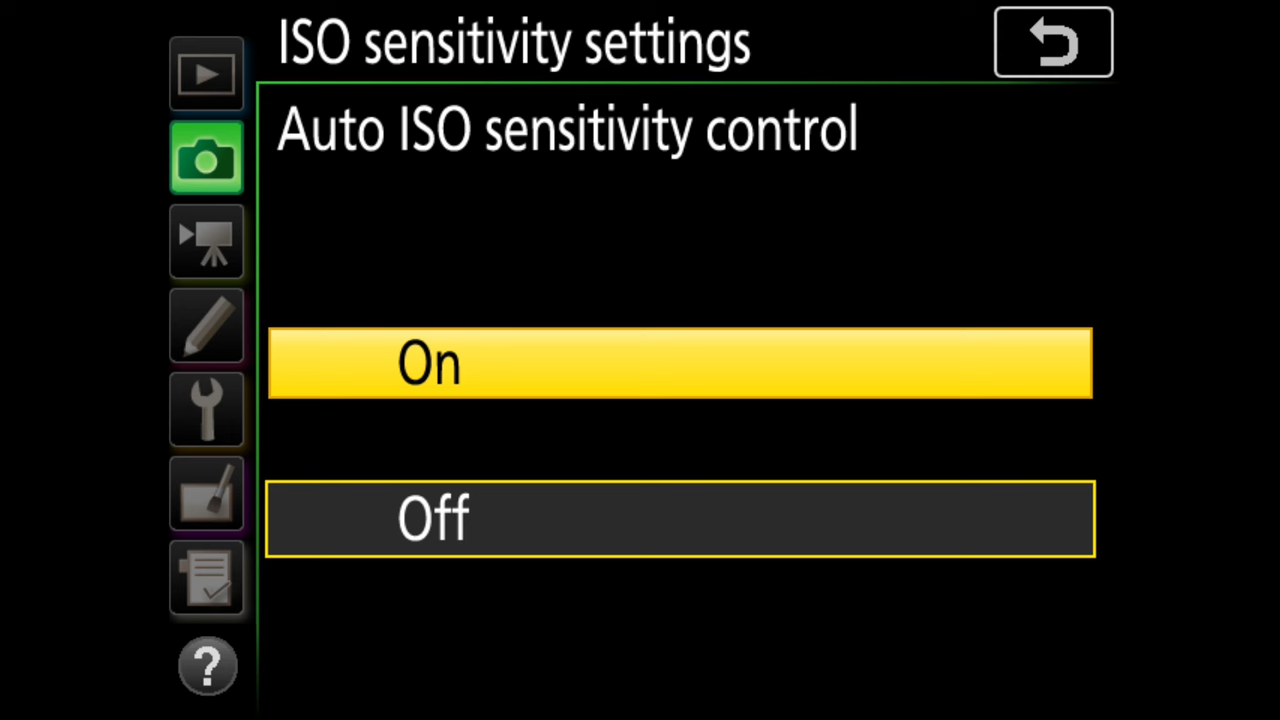 ISO sensitivity settings
Auto ISO sensitivity control
On
Off
?